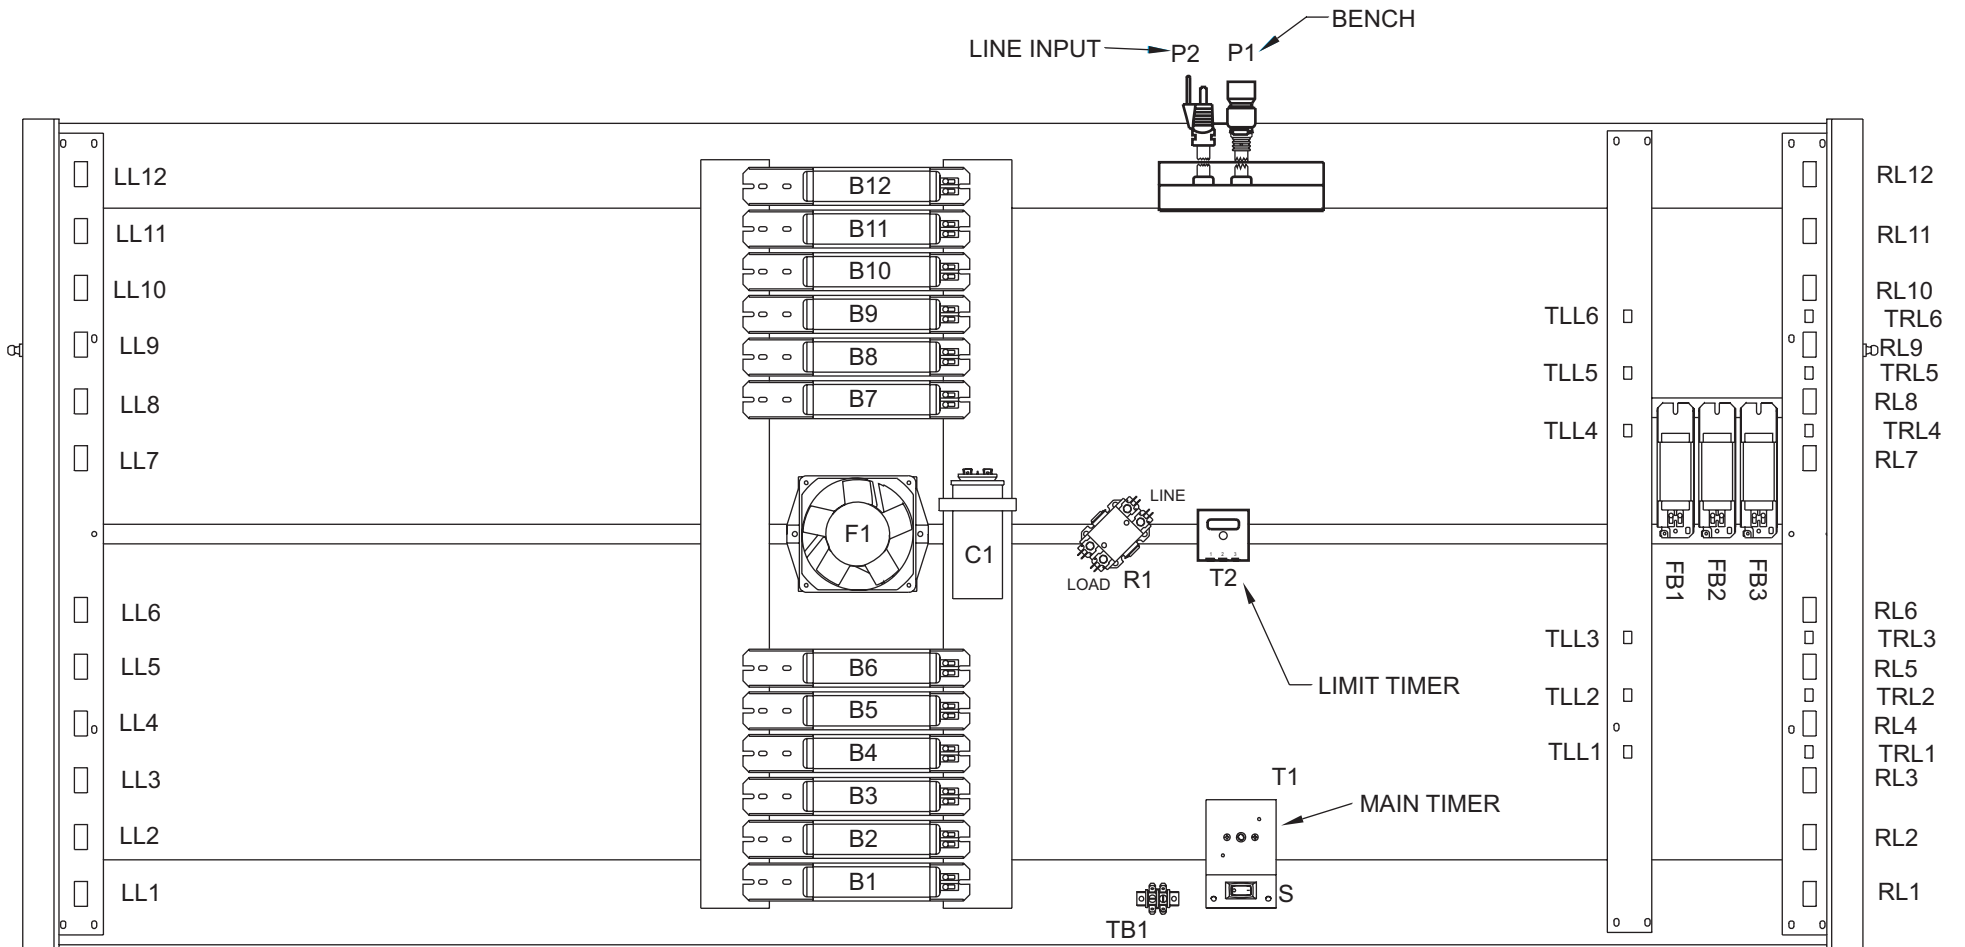 BENCH
LINE INPUT
P2
P1
LL12
LL11
LL10
LL9
LL8
LL7
LL6
LL5
LL4
LL3
LL2
LL1
B12
B11
B10
B9
B8
B7
F1
C1
LINE
LOAD
R1
1 2 3
T2
LIMIT TIMER
B6
B5
B4
B3
B2
B1
T1
MAIN TIMER
S
TB1
TLL6
TLL5
TLL4
TLL3
TLL2
TLL1
FB1
FB2
FB3
RL12
RL11
RL10
TRL6
RL9
TRL5
RL8
TRL4
RL7
RL6
TRL3
RL5
TRL2
RL4
TRL1
RL3
RL2
RL1